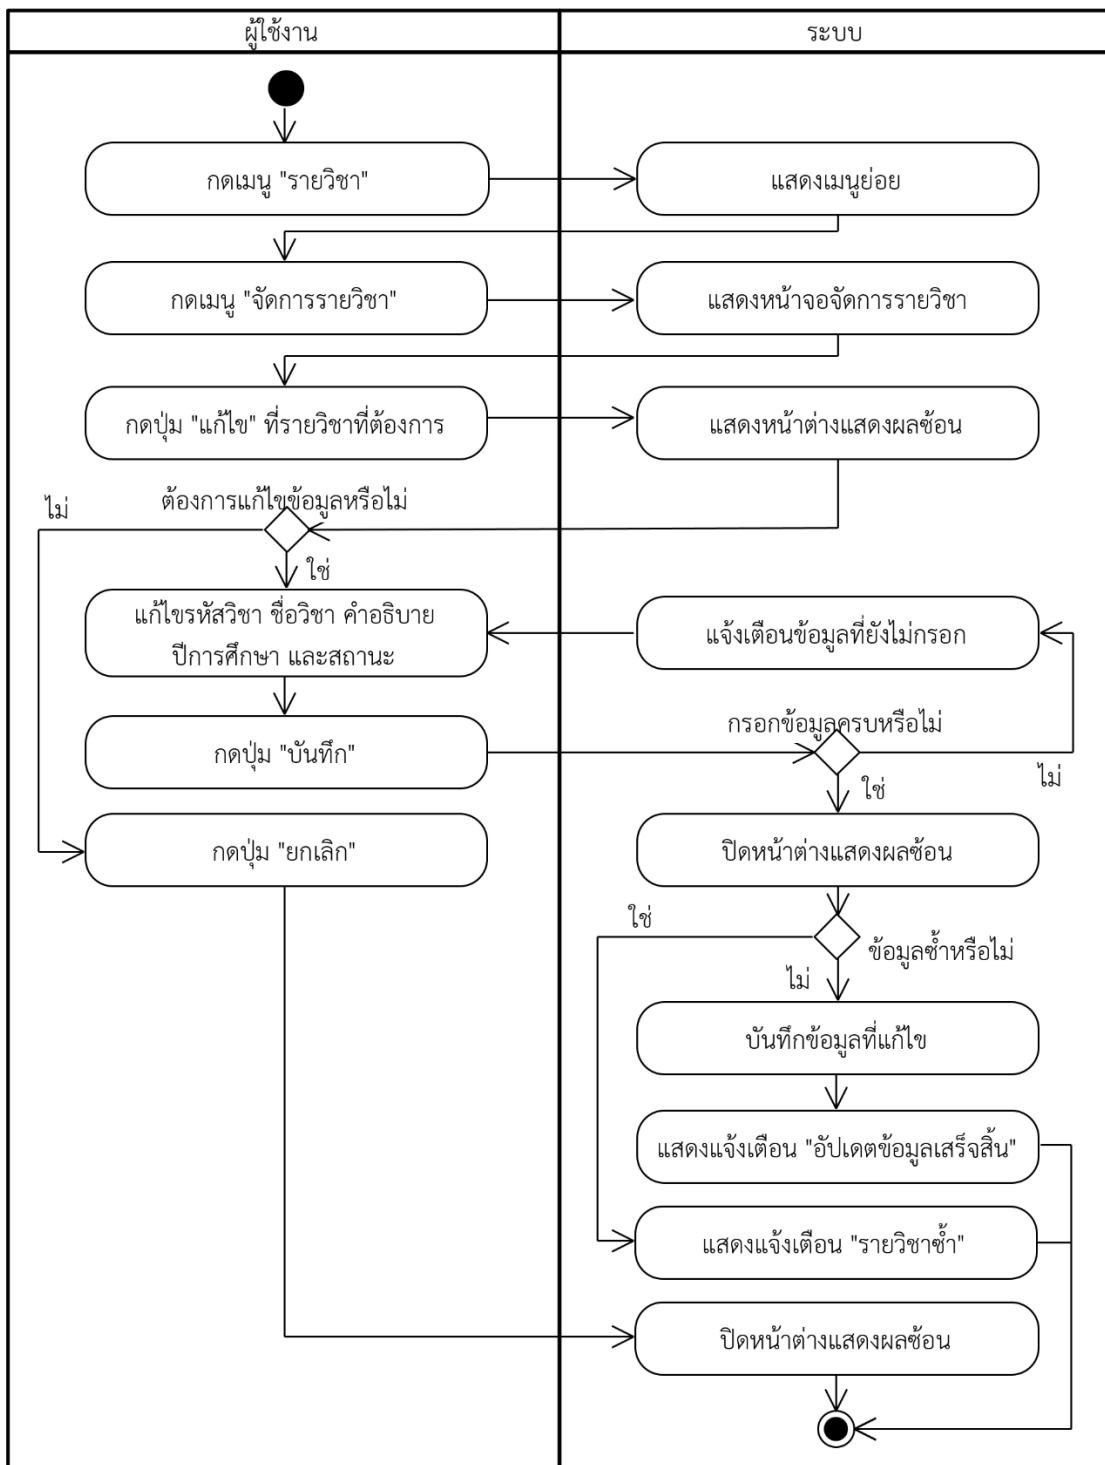 ผู้ใช้งาน
ระบบ
กดเมนู "รายวิชา"
แสดงเมนูย่อย
กดเมนู "จัดการรายวิชา"
แสดงหน้าจอจัดการรายวิชา
กดปุ่ม "แก้ไข" ที่รายวิชาที่ต้องการ
แสดงหน้าต่างแสดงผลซ้อน
ต้องการแก้ไขข้อมูลหรือไม่
ไม่
ใช่
แก้ไขรหัสวิชา ชื่อวิชา คำอธิบาย
ปีการศึกษา และสถานะ
แจ้งเตือนข้อมูลที่ยังไม่กรอก
กดปุ่ม "บันทึก"
กรอกข้อมูลครบหรือไม่
ไม่
ใช่
กดปุ่ม "ยกเลิก"
ปิดหน้าต่างแสดงผลซ้อน
ใช่
ข้อมูลซ้ำหรือไม่
ไม่
บันทึกข้อมูลที่แก้ไข
แสดงแจ้งเตือน "อัปเดตข้อมูลเสร็จสิ้น"
แสดงแจ้งเตือน "รายวิชาซ้ำ"
ปิดหน้าต่างแสดงผลซ้อน